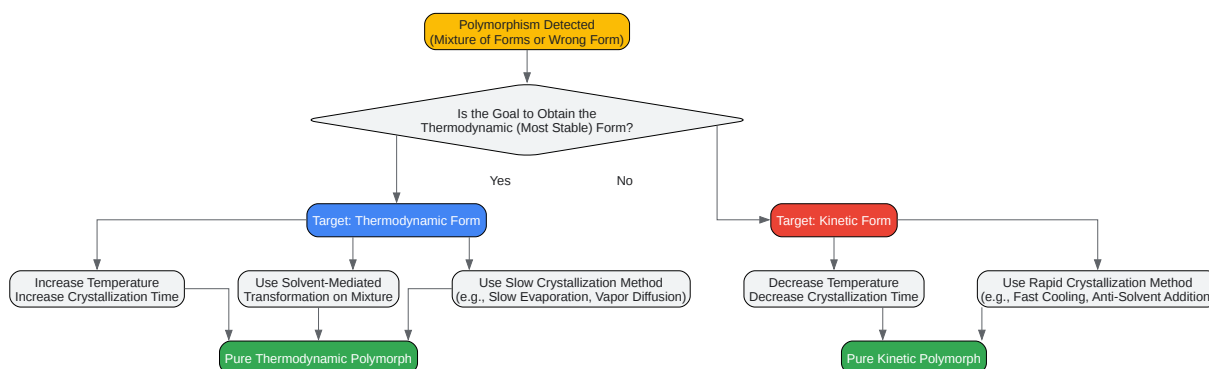 Polymorphism Detected
(Mixture of Forms or Wrong Form)
Is the Goal to Obtain the
Thermodynamic (Most Stable) Form?
Yes
No
Target: Thermodynamic Form
Target: Kinetic Form
Increase Temperature
Increase Crystallization Time
Use Solvent-Mediated
Transformation on Mixture
Use Slow Crystallization Method
(e.g., Slow Evaporation, Vapor Diffusion)
Decrease Temperature
Decrease Crystallization Time
Use Rapid Crystallization Method
(e.g., Fast Cooling, Anti-Solvent Addition
Pure Thermodynamic Polymorph
Pure Kinetic Polymorph